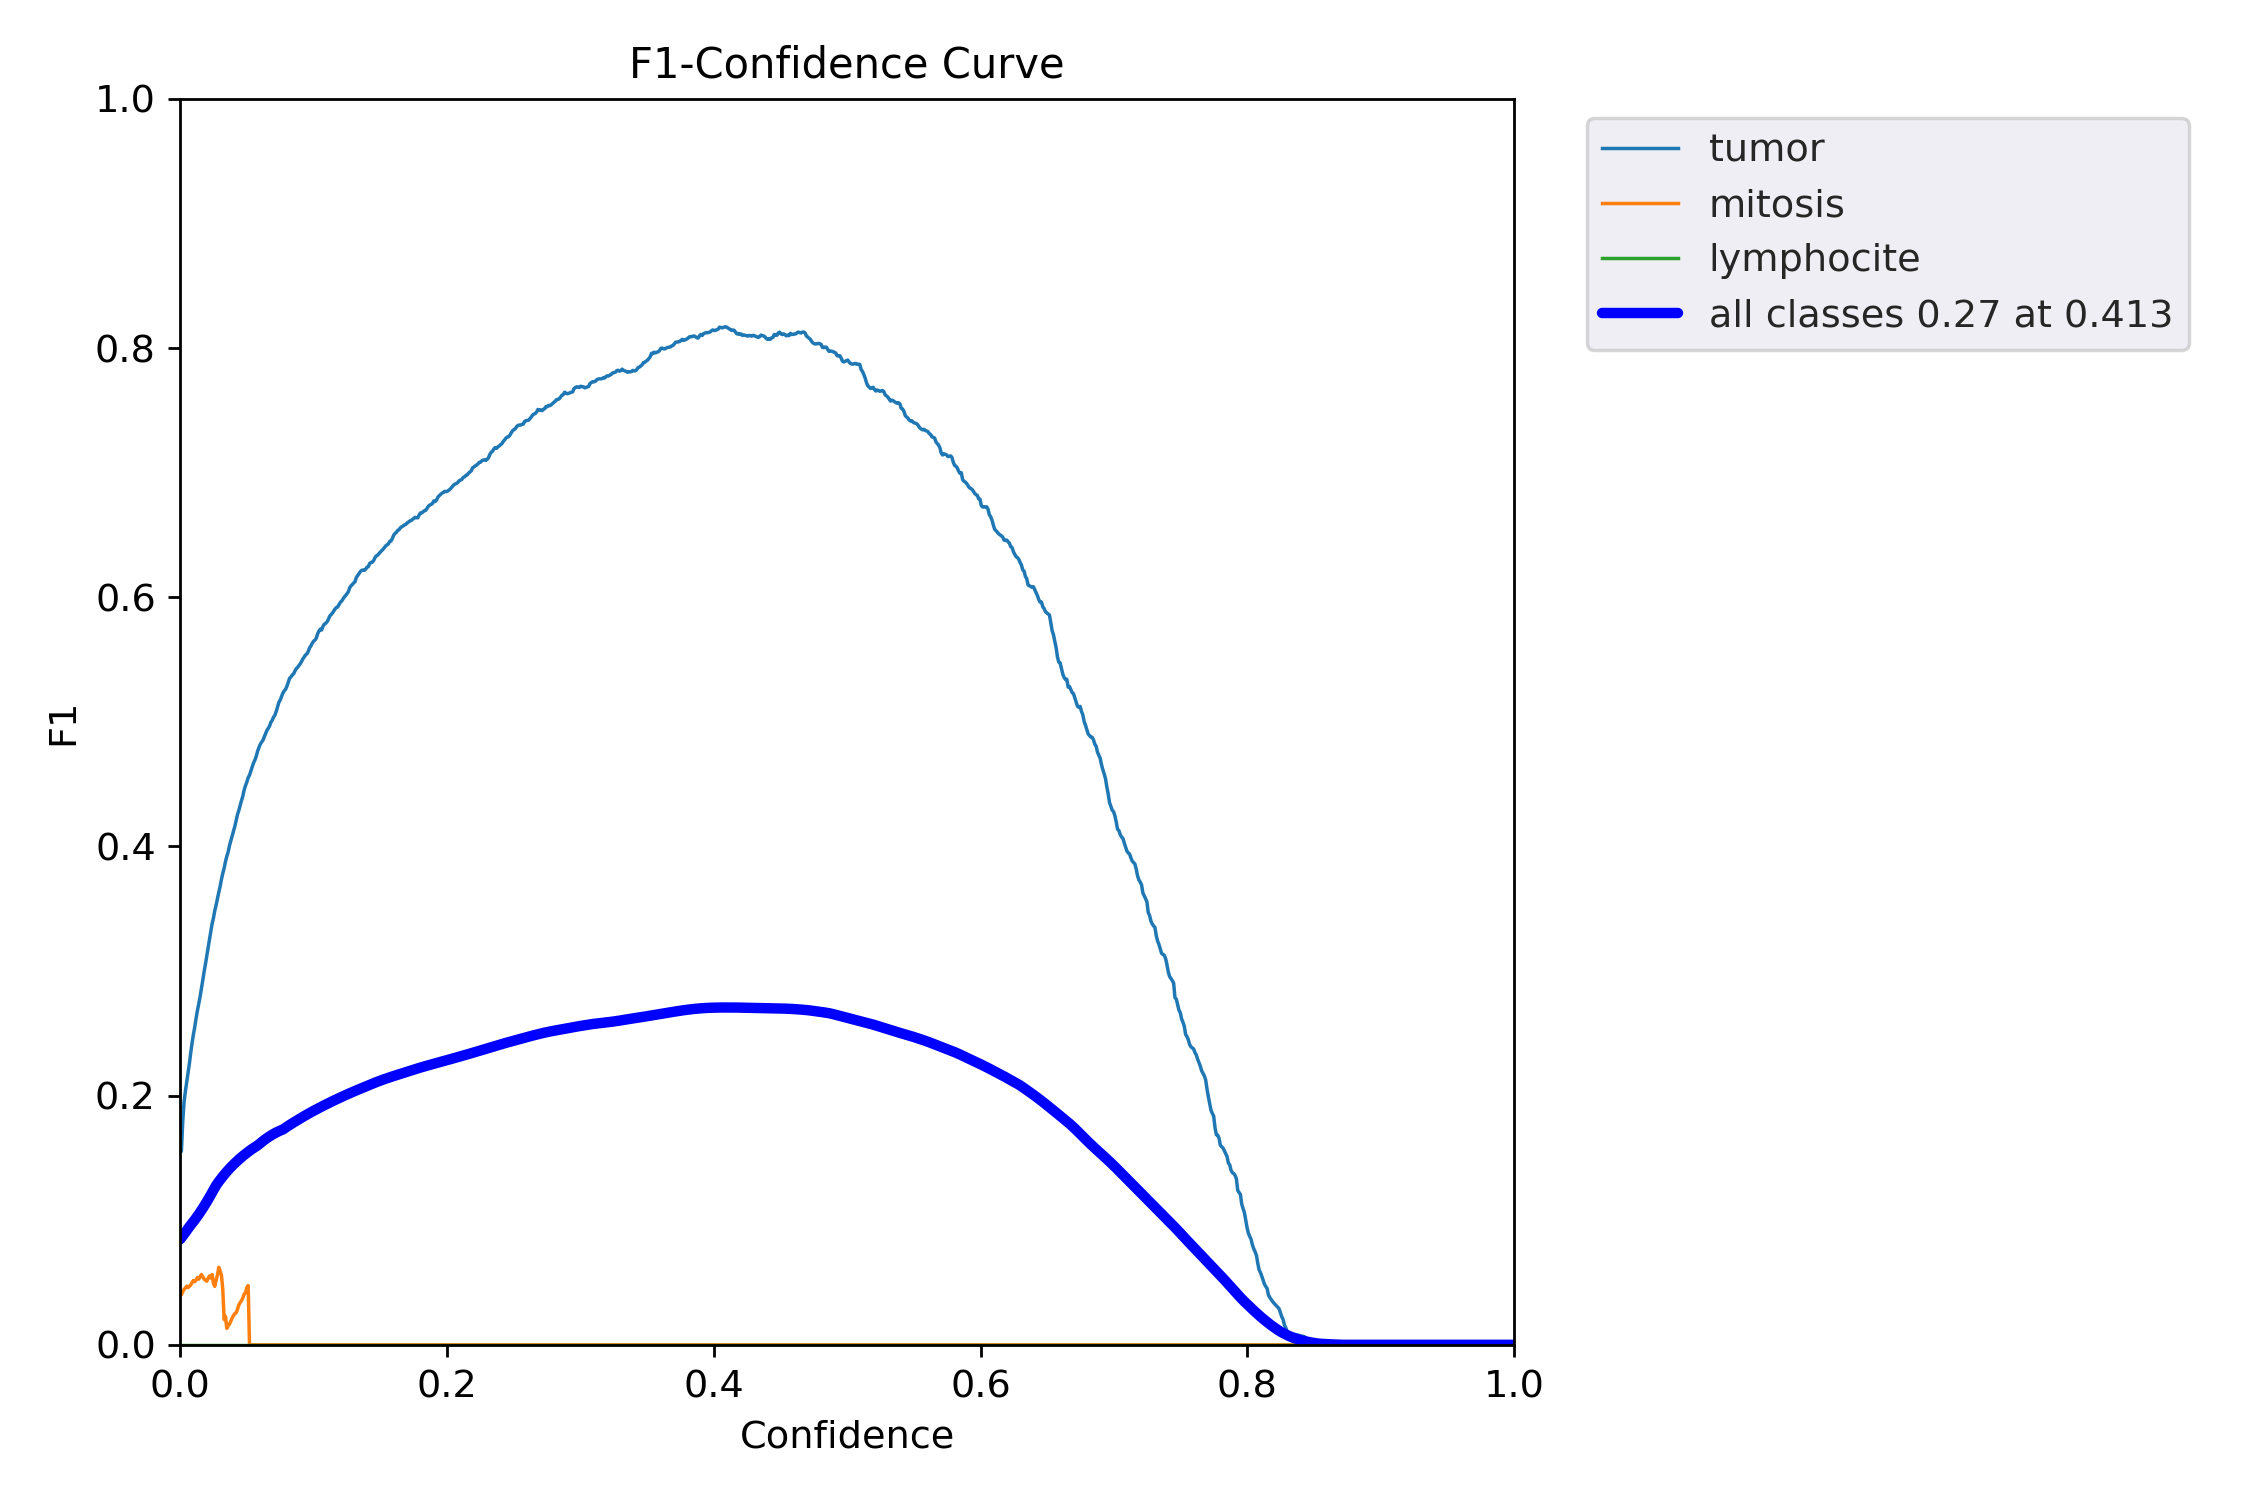 F1-Confidence Curve
1.0
0.8
0.6
0.4
0.2
0.0
F1
0.0 0.2 0.4 0.6 0.8 1.0
Confidence
tumor
mitosis
lymphocite
all classes 0.27 at 0.413